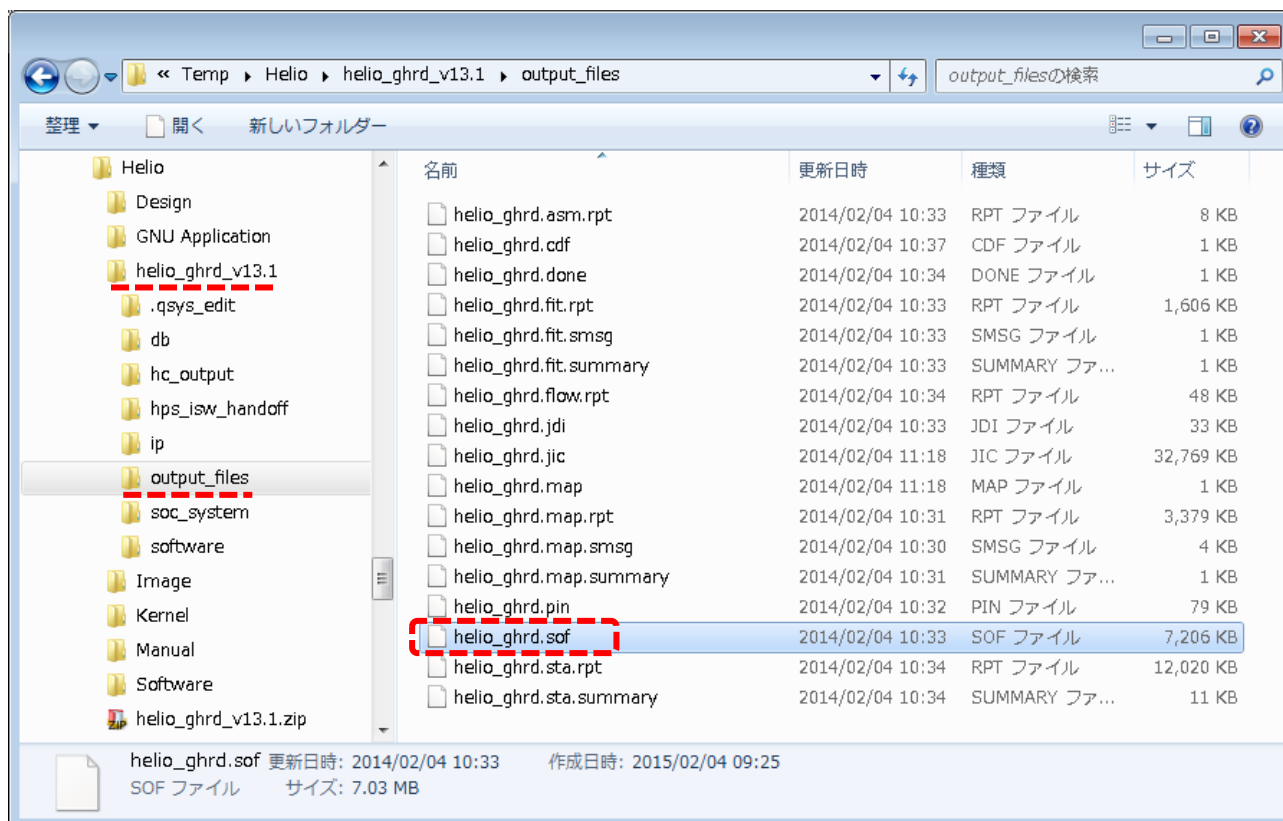 « Temp ▸ Helio ▸ helio_ghrd_v13.1 ▸ output_files
output_filesの検索
整理 ▼ 開く 新しいフォルダー
Helio
Design
GNU Application
helio_ghrd_v13.1
.qsys_edit
db
hc_output
hps_isw_handoff
ip
output_files
soc_system
software
Image
Kernel
Manual
Software
helio_ghrd_v13.1.zip
名前 更新日時 種類 サイズ
helio_ghrd.asm.rpt 2014/02/04 10:33 RPT ファイル 8 KB
helio_ghrd.cdf 2014/02/04 10:37 CDF ファイル 1 KB
helio_ghrd.done 2014/02/04 10:34 DONE ファイル 1 KB
helio_ghrd.fit.rpt 2014/02/04 10:33 RPT ファイル 1,606 KB
helio_ghrd.fit.smsg 2014/02/04 10:33 SMSG ファイル 1 KB
helio_ghrd.fit.summary 2014/02/04 10:33 SUMMARY ファ... 1 KB
helio_ghrd.flow.rpt 2014/02/04 10:34 RPT ファイル 48 KB
helio_ghrd.jdi 2014/02/04 10:33 JDI ファイル 33 KB
helio_ghrd.jic 2014/02/04 11:18 JIC ファイル 32,769 KB
helio_ghrd.map 2014/02/04 11:18 MAP ファイル 1 KB
helio_ghrd.map.rpt 2014/02/04 10:31 RPT ファイル 3,379 KB
helio_ghrd.map.smsg 2014/02/04 10:30 SMSG ファイル 4 KB
helio_ghrd.map.summary 2014/02/04 10:31 SUMMARY ファ... 1 KB
helio_ghrd.pin 2014/02/04 10:32 PIN ファイル 79 KB
helio_ghrd.sof 2014/02/04 10:33 SOF ファイル 7,206 KB
helio_ghrd.sta.rpt 2014/02/04 10:34 RPT ファイル 12,020 KB
helio_ghrd.sta.summary 2014/02/04 10:34 SUMMARY ファ... 11 KB
helio_ghrd.sof 更新日時: 2014/02/04 10:33 作成日時: 2015/02/04 09:25
SOF ファイル サイズ: 7.03 MB